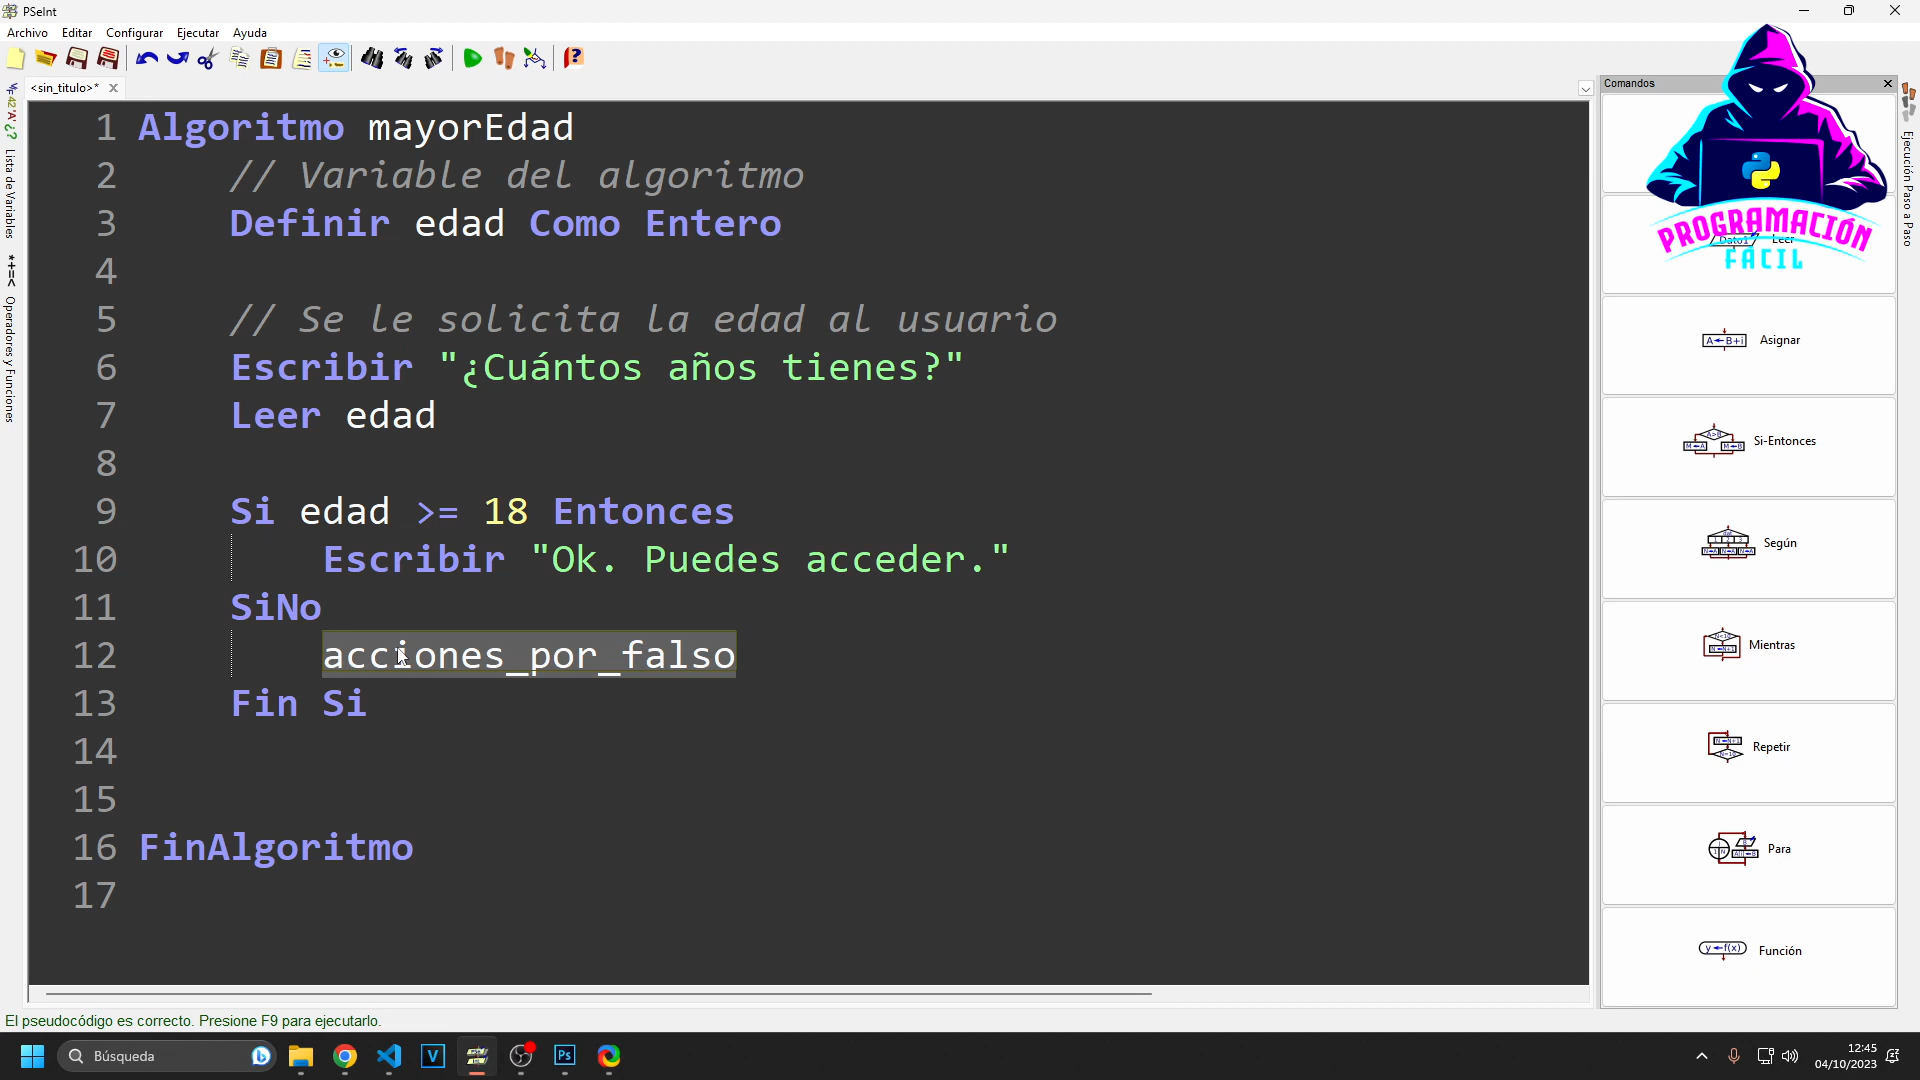 PSeInt
Archivo Editar Configurar Ejecutar Ayuda
<sin_titulo>*
Comandos
1 Algoritmo mayorEdad
2 // Variable del algoritmo
3 Definir edad Como Entero
4
5 // Se le solicita la edad al usuario
6 Escribir "¿Cuántos años tienes?"
7 Leer edad
8
9 Si edad >= 18 Entonces
10 Escribir "Ok. Puedes acceder."
11 SiNo
12 acciones_por_falso
13 Fin Si
14
15
16 FinAlgoritmo
17
Lista de Variables
*+=< Operadores y Funciones
PROGRAMACIÓN
FÁCIL
Leer
Asignar
Si-Entonces
Según
Mientras
Repetir
Para
Función
Ejecución Paso a Paso
El pseudocódigo es correcto. Presione F9 para ejecutarlo.
Búsqueda
12:45
04/10/2023